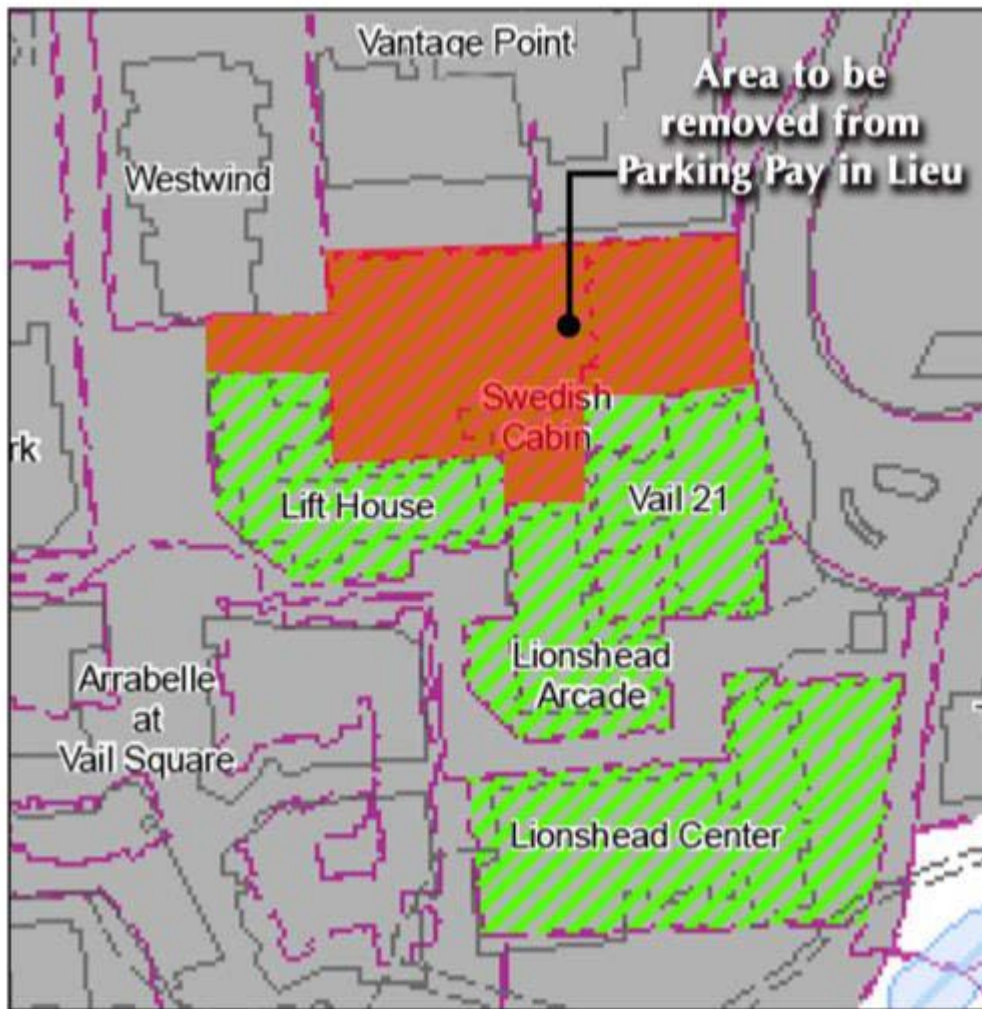 Vantage Point
Area to be
removed from
Parking Pay in Lieu
Westwind
Swedish
Cabin
rk
Lift House
Vail 21
Lionshead
Arcade
Arrabelle
at
Vail Square
Lionshead Center